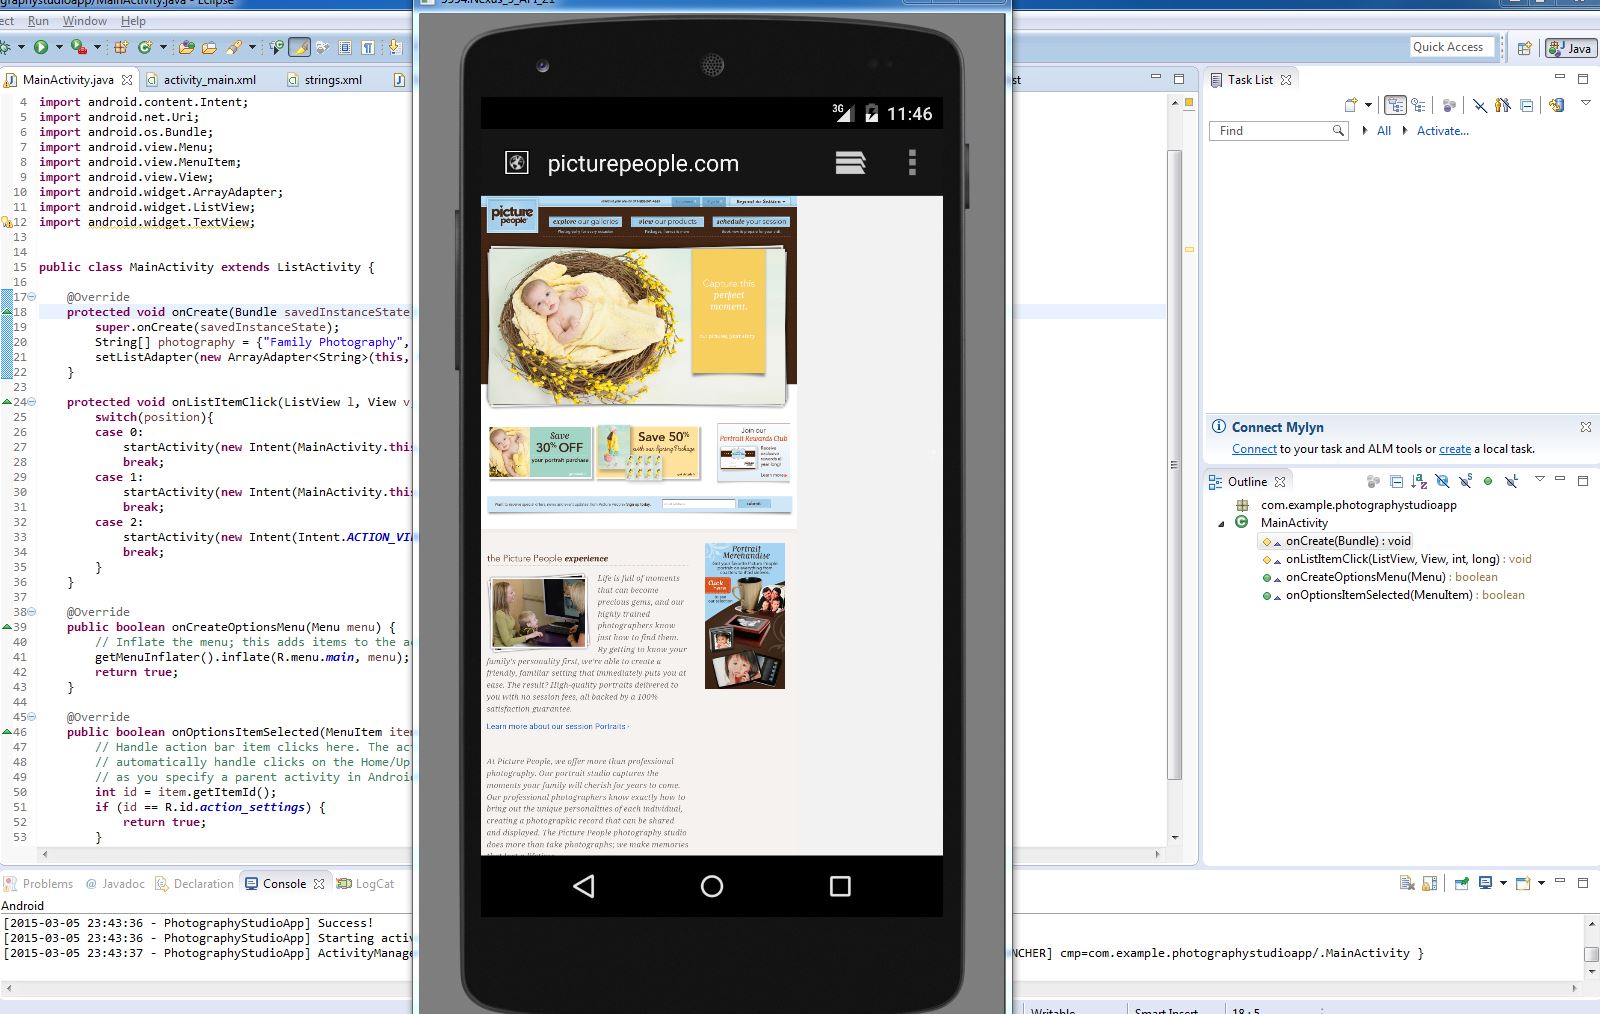 ographystudioapp/MainActivity.java - Eclipse
ect Run Window Help
Quick Access
Java
MainActivity.java
activity_main.xml
strings.xml
st
4 import android.content.Intent;
5 import android.net.Uri;
6 import android.os.Bundle;
7 import android.view.Menu;
8 import android.view.MenuItem;
9 import android.view.View;
10 import android.widget.ArrayAdapter;
11 import android.widget.ListView;
12 import android.widget.TextView;
13
14
15 public class MainActivity extends ListActivity {
16
17 @Override
18 protected void onCreate(Bundle savedInstanceState
19 super.onCreate(savedInstanceState);
20 String[] photography = {"Family Photography",
21 setListAdapter(new ArrayAdapter<String>(this,
22 }
23
24 protected void onListItemClick(ListView l, View v,
25 switch(position){
26 case 0:
27 startActivity(new Intent(MainActivity.this
28 break;
29 case 1:
30 startActivity(new Intent(MainActivity.this
31 break;
32 case 2:
33 startActivity(new Intent(Intent.ACTION_VI
34 break;
35 }
36 }
37
38 @Override
39 public boolean onCreateOptionsMenu(Menu menu) {
40 // Inflate the menu; this adds items to the ac
41 getMenuInflater().inflate(R.menu.main, menu);
42 return true;
43 }
44
45 @Override
46 public boolean onOptionsItemSelected(MenuItem item
47 // Handle action bar item clicks here. The act
48 // automatically handle clicks on the Home/Up
49 // as you specify a parent activity in Android
50 int id = item.getItemId();
51 if (id == R.id.action_settings) {
52 return true;
53 }
3G 11:46
picturepeople.com
picture people
explore our galleries
view our products
schedule your session
Photography for every occasion
Capture this
perfect
moment.
Save
30% OFF
your portrait purchase
Save 50%
with our Spring Package
Join our
Portrait Rewards Club
Receive
exclusive
rewards all
year long!
Learn more
submit
the Picture People experience
Life is full of moments
that can become
precious gems, and our
highly trained
photographers know
just how to find them.
By getting to know your
family's personality first, we're able to create a
friendly, familiar setting that immediately puts you at
ease. The result? High-quality portraits delivered to
you with no session fees, all backed by a 100%
satisfaction guarantee.
Learn more about our session Portraits
Portrait
Merchandise
Click
here
At Picture People, we offer more than professional
photography. Our portrait studio captures the
moments your family will cherish for years to come.
Our professional photographers know exactly how to
bring out the unique personalities of each individual,
creating a photographic record that can be shared
and displayed. The Picture People photography studio
does more than take photographs; we make memories
Task List
Find
All
Activate...
Connect Mylyn
Connect to your task and ALM tools or create a local task.
Outline
com.example.photographystudioapp
MainActivity
onCreate(Bundle) : void
onListItemClick(ListView, View, int, long) : void
onCreateOptionsMenu(Menu) : boolean
onOptionsItemSelected(MenuItem) : boolean
Problems @ Javadoc Declaration Console LogCat
Android
[2015-03-05 23:43:36 - PhotographyStudioApp] Success!
[2015-03-05 23:43:36 - PhotographyStudioApp] Starting activ
[2015-03-05 23:43:37 - PhotographyStudioApp] ActivityManage
NCHER] cmp=com.example.photographystudioapp/.MainActivity }
Writable
Smart Insert
18 : 5